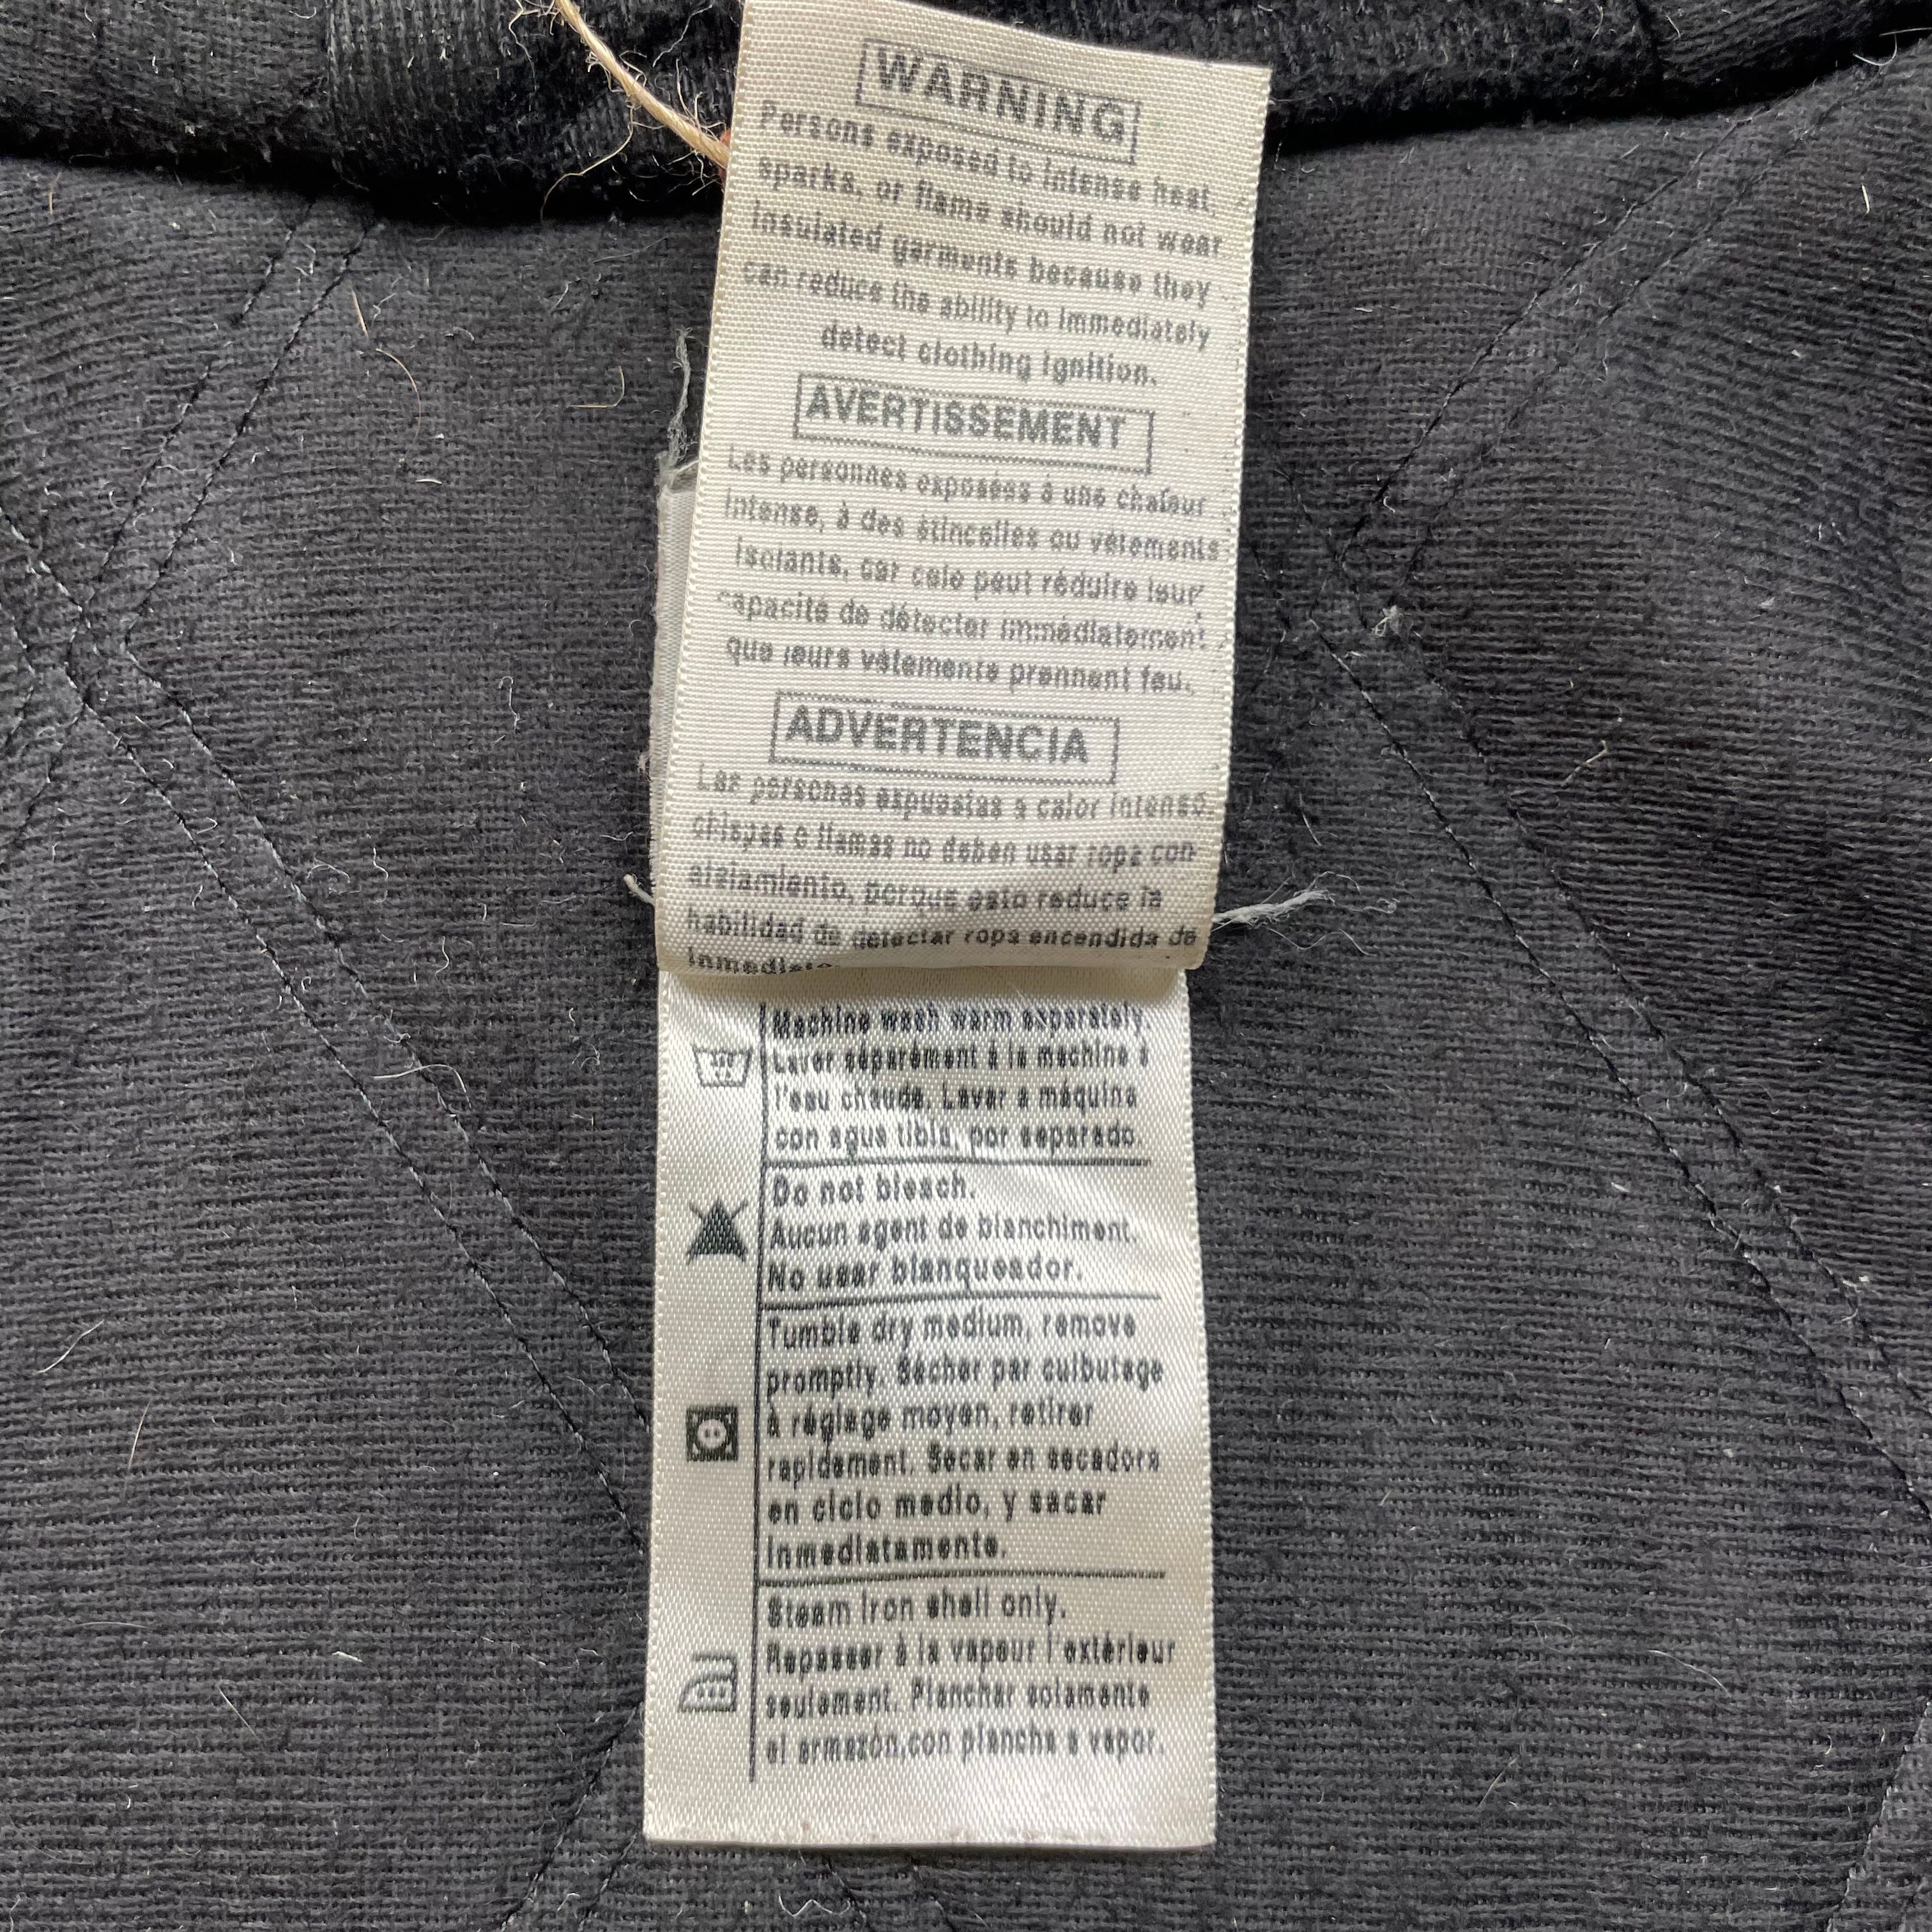 WARNING
Persons exposed to intense heat,
sparks, or flame should not wear
insulated garments because they
can reduce the ability to immediately
detect clothing ignition.
AVERTISSEMENT
Les personnes exposées à une chaleur
intense, à des étincelles ou vêtements
isolants, car cela peut réduire leur
capacité de détecter immédiatement
que leurs vêtements prennent feu.
ADVERTENCIA
Las personas expuestas a calor intenso,
chispas o llamas no deben usar ropa con
aislamiento, porque esto reduce la
habilidad de detectar ropa encendida de
Machine wash warm separately.
Laver séparément à la machine à
l'eau chaude. Lavar a máquina
con agua tibia, por separado.
Do not bleach.
Aucun agent de blanchiment.
No usar blanqueador.
Tumble dry medium, remove
promptly. Sécher par culbutage
à réglage moyen, retirer
rapidement. Secar en secadora
en ciclo medio, y sacar
inmediatamente.
Steam iron shell only.
Repasser à la vapeur l'extérieur
seulement. Planchar solamente
el armazón,con plancha a vapor.